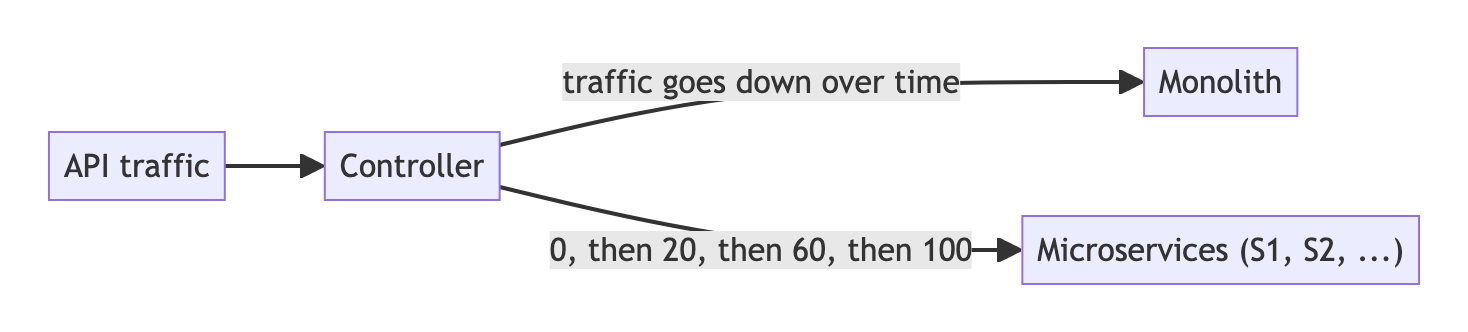 API traffic
Controller
traffic goes down over time
Monolith
0, then 20, then 60, then 100
Microservices (S1, S2, ...)